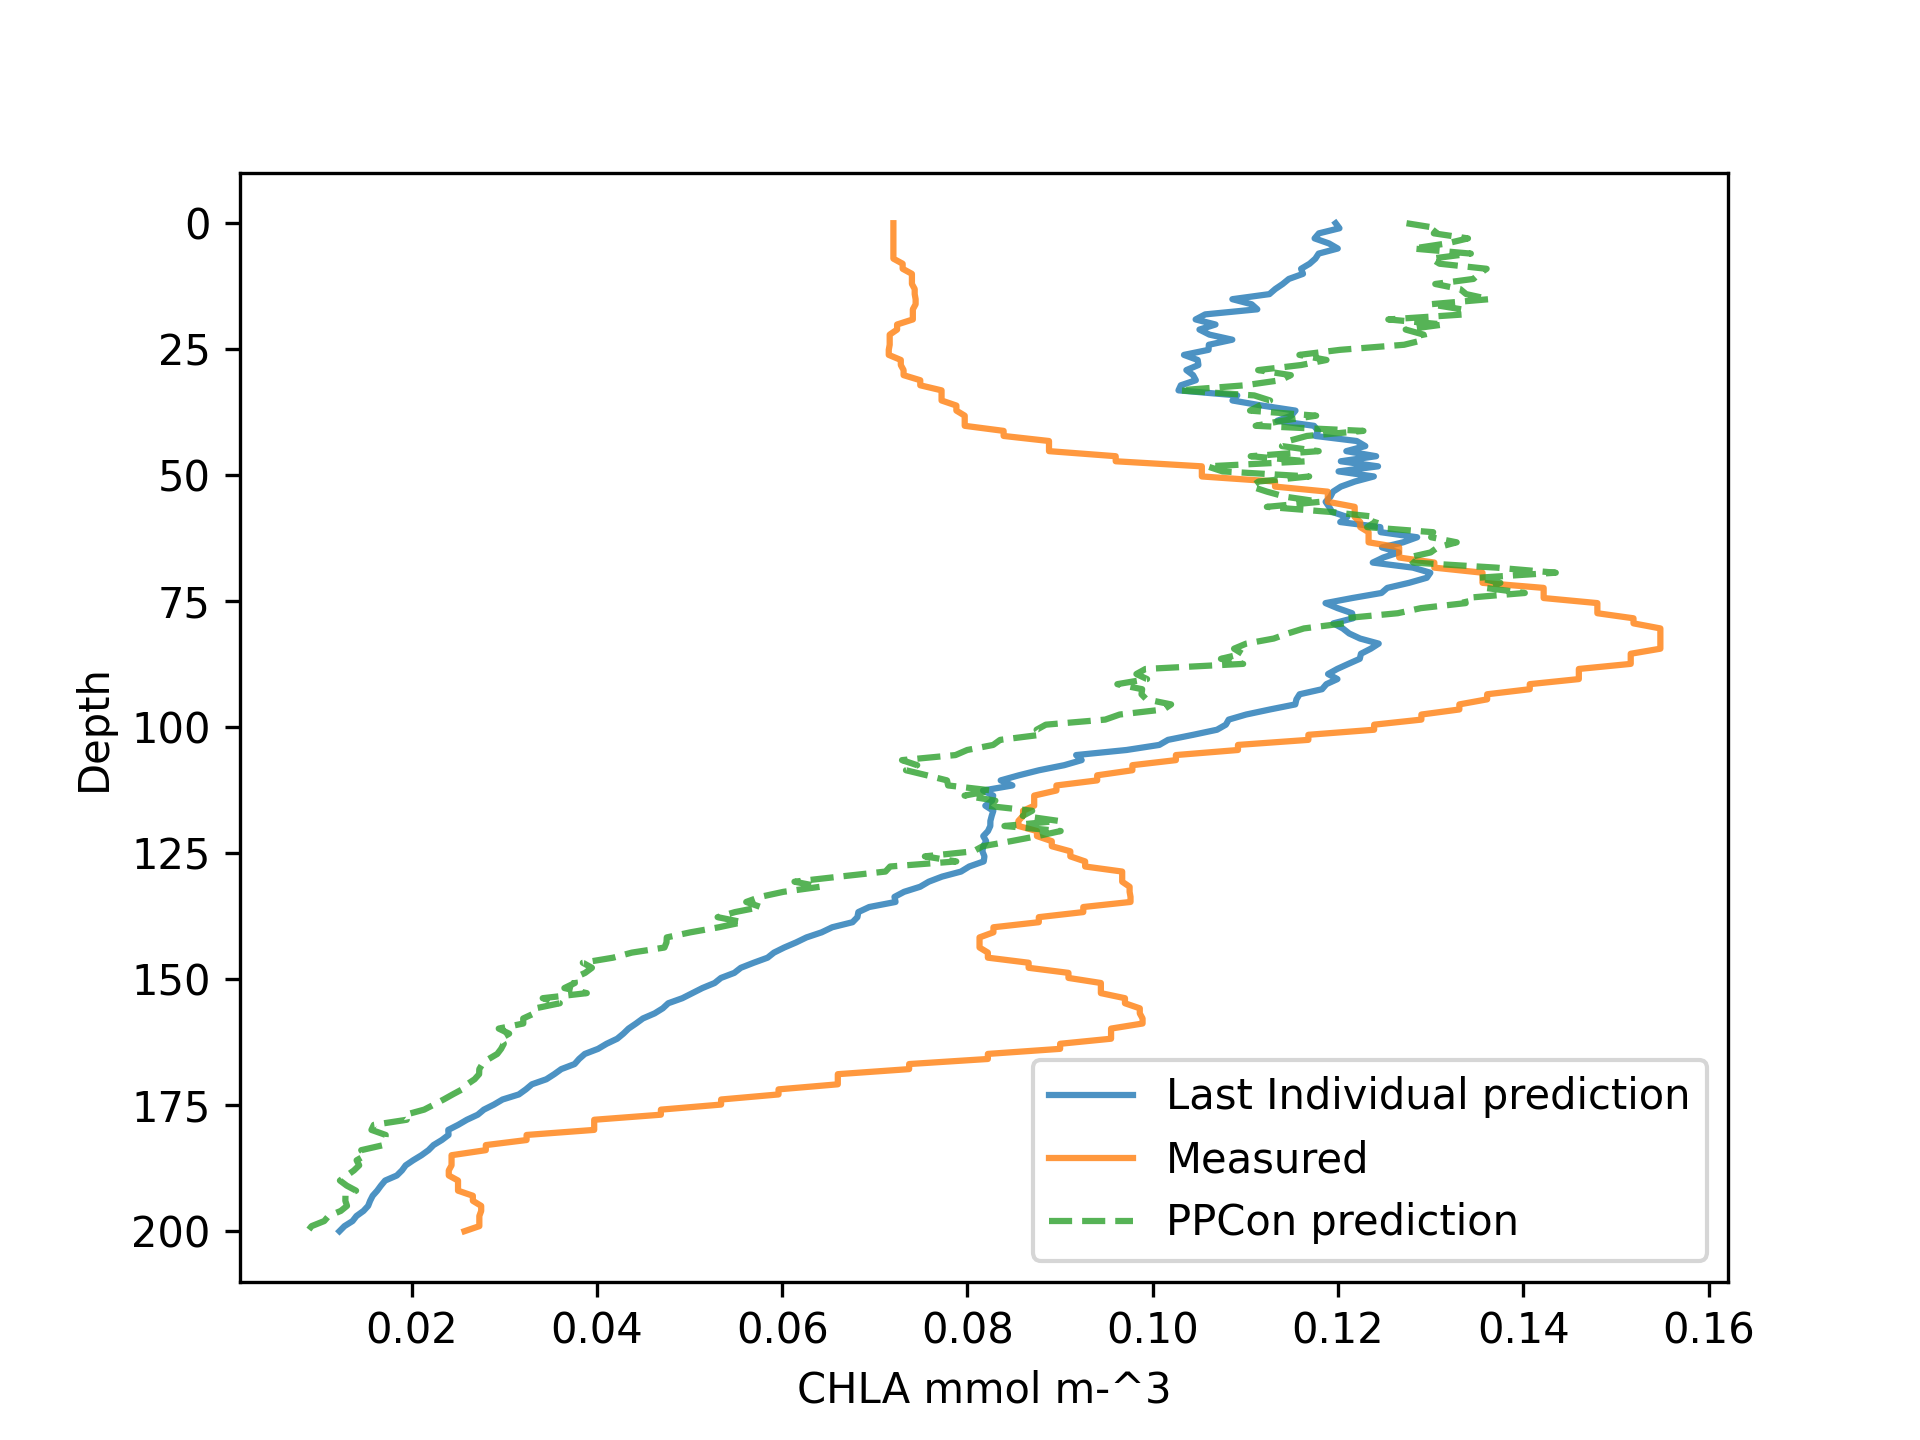 0
25
50
75
100
125
150
175
200
Depth
0.02 0.04 0.06 0.08 0.10 0.12 0.14 0.16
CHLA mmol m-^3
Last Individual prediction
Measured
PPCon prediction